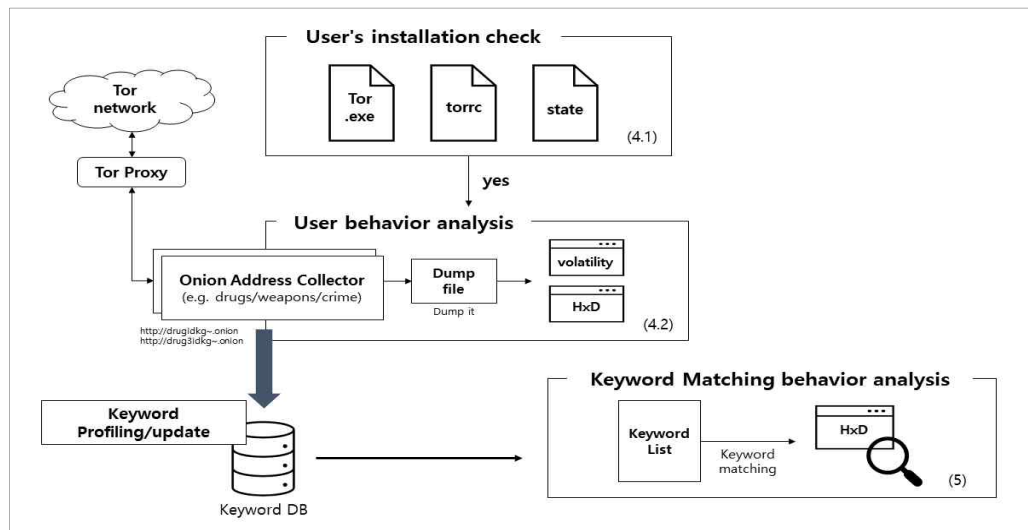 User's installation check
Tor
.exe
torrc
state
(4.1)
Tor
network
Tor Proxy
yes
User behavior analysis
Onion Address Collector
(e.g. drugs/weapons/crime)
Dump
file
Dump it
volatility
HxD
(4.2)
http://drugidkg~.onion
http://drug3idkg~.onion
Keyword
Profiling/update
Keyword DB
Keyword Matching behavior analysis
Keyword
List
Keyword
matching
HxD
(5)